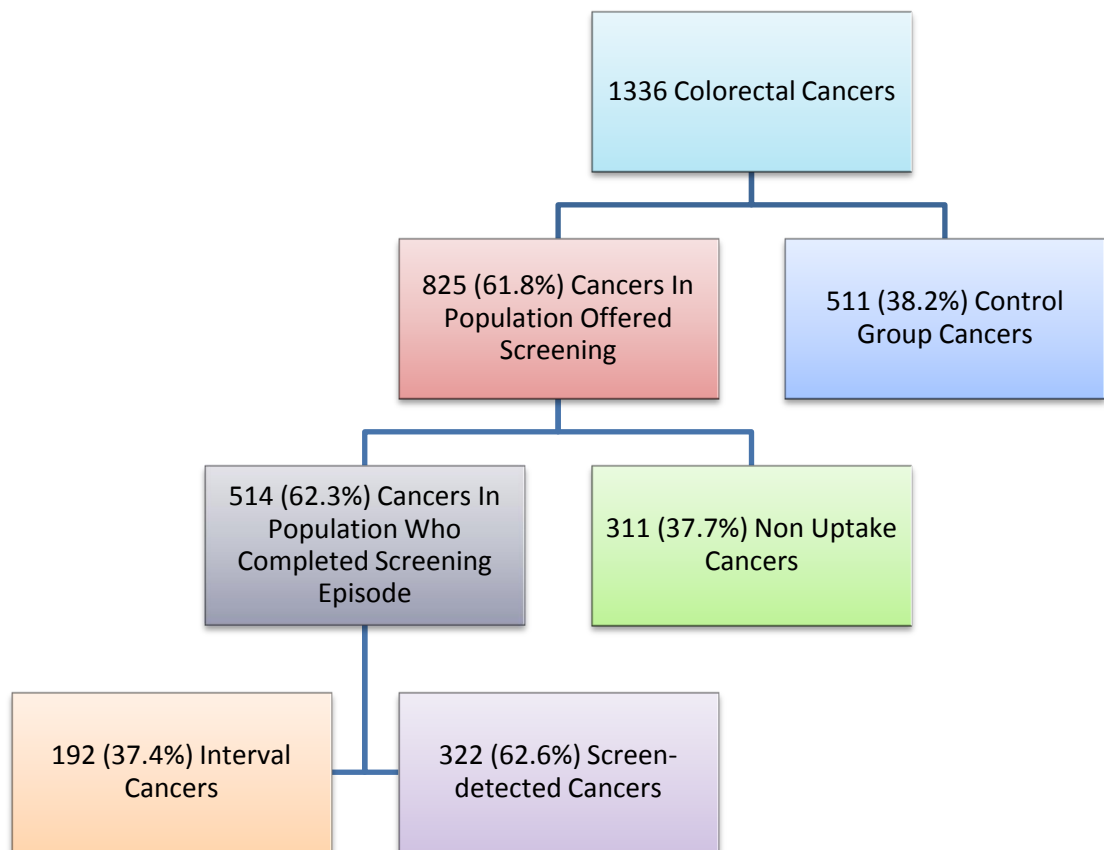 1336 Colorectal Cancers
825 (61.8%) Cancers In
Population Offered
Screening
511 (38.2%) Control
Group Cancers
514 (62.3%) Cancers In
Population Who
Completed Screening
Episode
311 (37.7%) Non Uptake
Cancers
192 (37.4%) Interval
Cancers
322 (62.6%) Screen-
detected Cancers